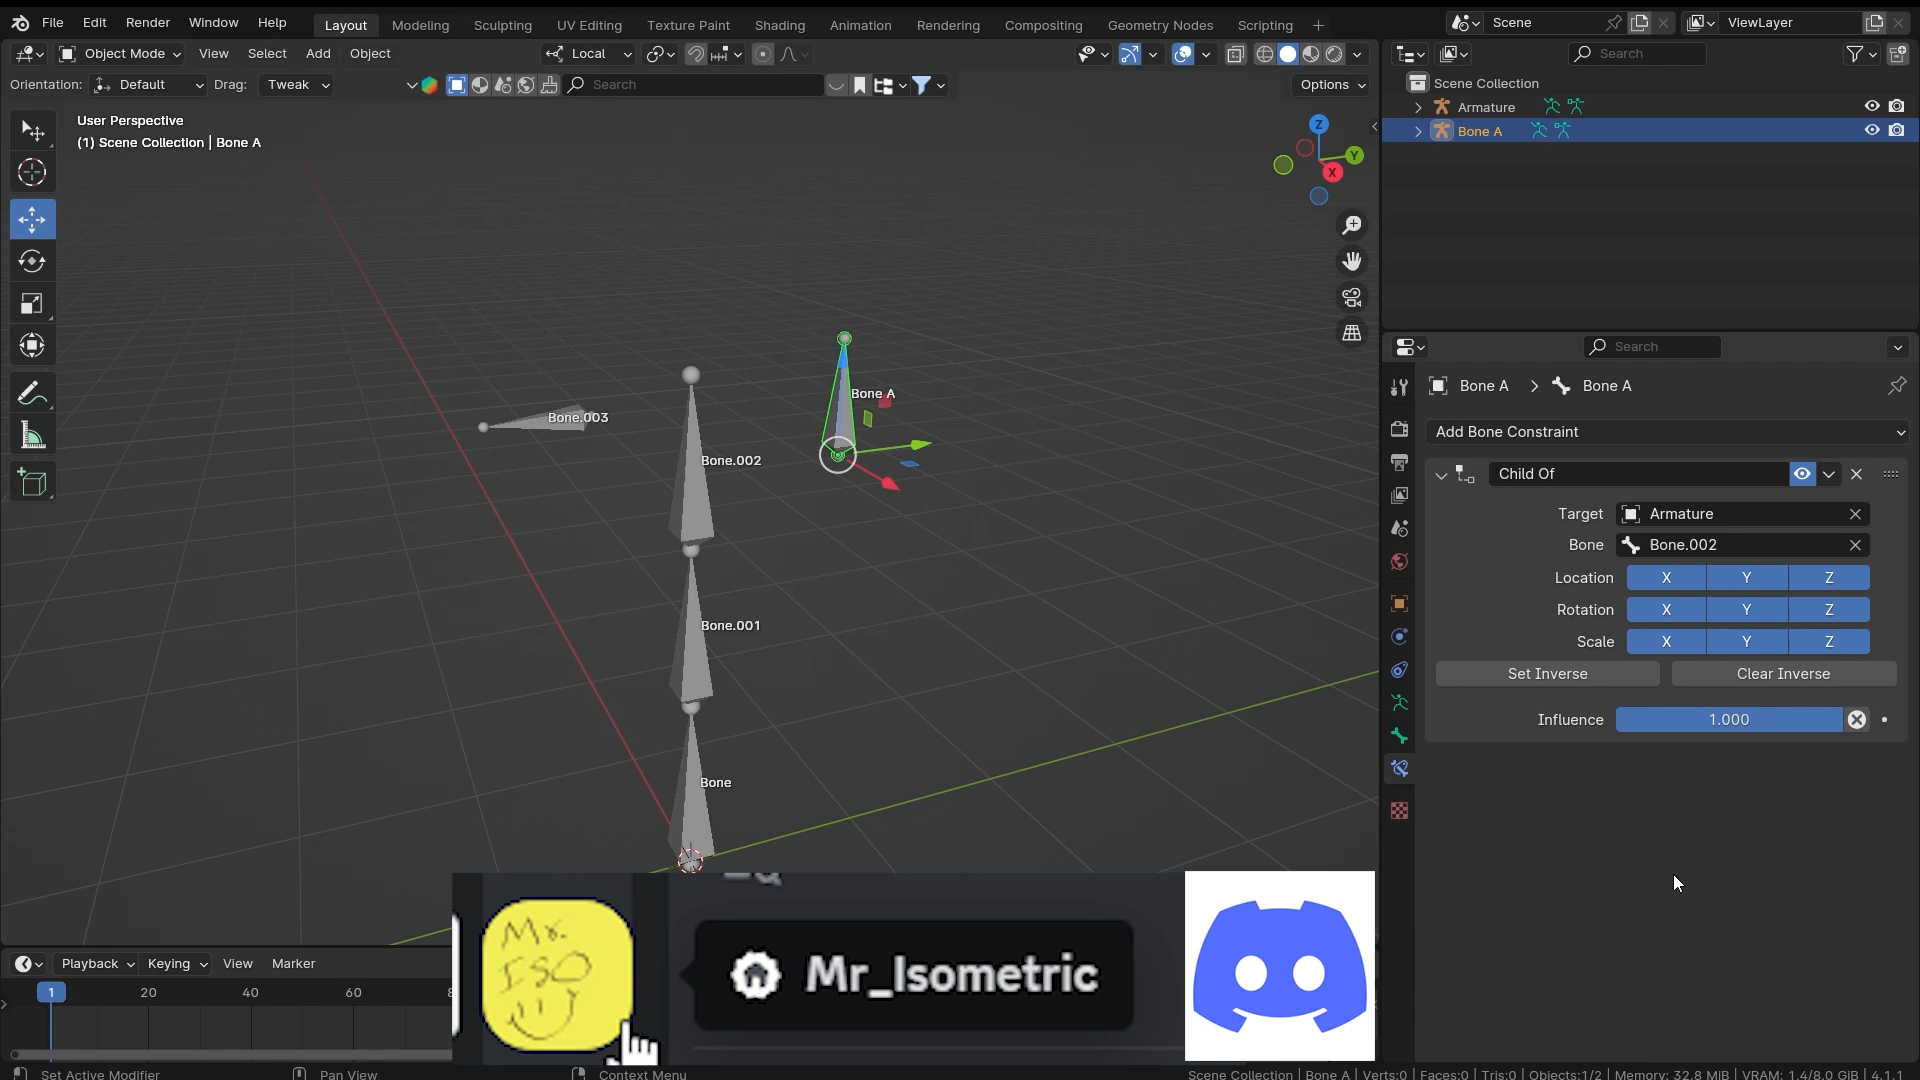 File Edit Render Window Help Layout Modeling Sculpting UV Editing Texture Paint Shading Animation Rendering Compositing Geometry Nodes Scripting Scene ViewLayer
Object Mode View Select Add Object Local Search
Orientation: Default Drag: Tweak Search Options
Scene Collection
Armature
Bone A
User Perspective
(1) Scene Collection | Bone A
Z
Y
X
Bone A
Bone.003
Bone.002
Bone.001
Bone
Search
Bone A > Bone A
Add Bone Constraint
Child Of
Target Armature
Bone Bone.002
Location X Y Z
Rotation X Y Z
Scale X Y Z
Set Inverse Clear Inverse
Influence 1.000
Playback Keying View Marker
1 20 40 60 8
Mr.
ISO
Mr_Isometric
Set Active Modifier Pan View Context Menu Scene Collection | Bone A | Verts:0 | Faces:0 | Tris:0 | Objects:1/2 | Memory: 32.8 MiB | VRAM: 1.4/8.0 GiB | 4.1.1